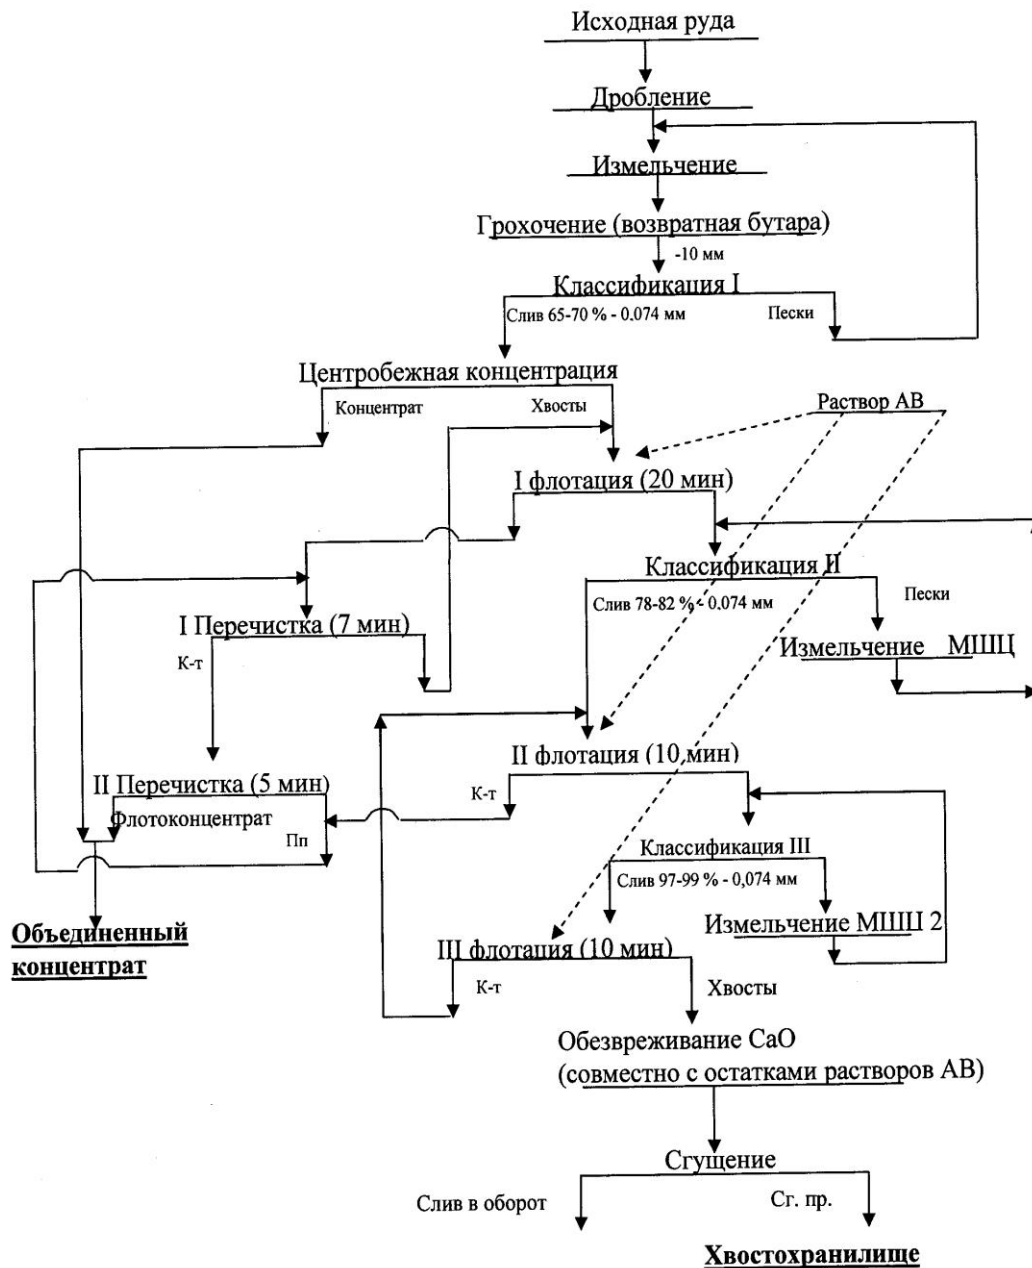 Исходная руда
Дробление
Измельчение
Грохочение (возвратная бутара)
-10 мм
Классификация I
Слив 65-70 % - 0.074 мм
Пески
Центробежная концентрация
Концентрат
Хвосты
Раствор АВ
I флотация (20 мин)
Классификация II
Слив 78-82 % - 0.074 мм
Пески
I Перечистка (7 мин)
К-т
Измельчение МШЦ
II флотация (10 мин)
К-т
II Перечистка (5 мин)
Флотоконцентрат
Пп
Классификация III
Слив 97-99 % - 0,074 мм
Измельчение МШЦ 2
Объединенный
концентрат
III флотация (10 мин)
К-т
Хвосты
Обезвреживание СаО
(совместно с остатками растворов АВ)
Сгущение
Слив в оборот
Сг. пр.
Хвостохранилище